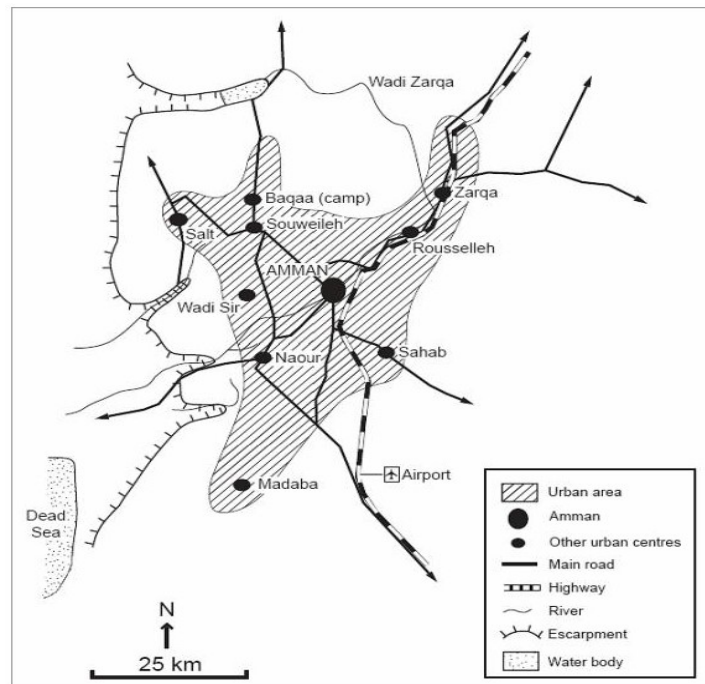 Wadi Zarqa
Zarqa
Baqaa (camp)
Souweileh
Salt
Rousselleh
AMMAN
Wadi Sir
Naour
Sahab
Airport
Madaba
Dead
Sea
N
25 km
Urban area
Amman
Other urban centres
Main road
Highway
River
Escarpment
Water body